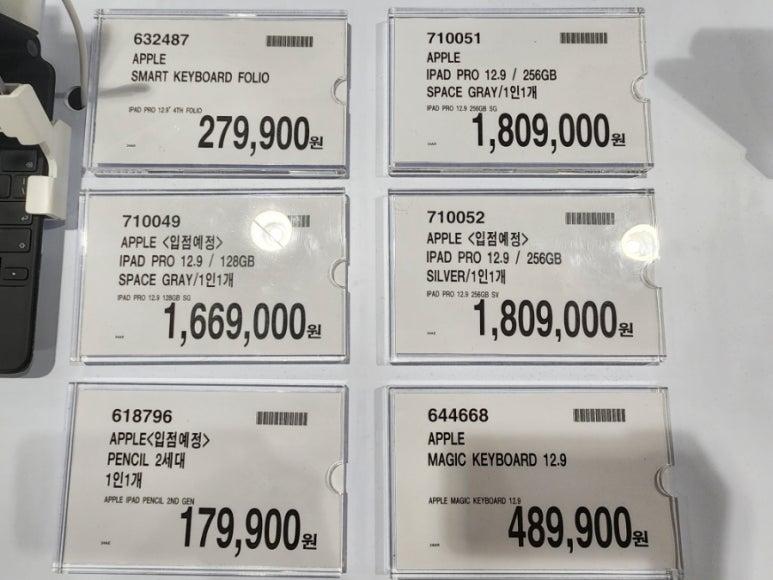 632487
APPLE
SMART KEYBOARD FOLIO
IPAD PRO 12.9" 4TH FOLIO
279,900원
710051
APPLE
IPAD PRO 12.9 / 256GB
SPACE GRAY/1인1개
IPAD PRO 12.9 256GB SG
1,809,000원
710049
APPLE <입점예정>
IPAD PRO 12.9 / 128GB
SPACE GRAY/1인1개
IPAD PRO 12.9 128GB SG
1,669,000원
710052
APPLE <입점예정>
IPAD PRO 12.9 / 256GB
SILVER/1인1개
IPAD PRO 12.9 256GB SV
1,809,000원
618796
APPLE<입점예정>
PENCIL 2세대
1인1개
APPLE IPAD PENCIL 2ND GEN
179,900원
644668
APPLE
MAGIC KEYBOARD 12.9
APPLE MAGIC KEYBOARD 12.9
489,900원